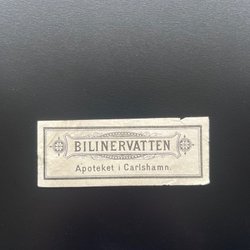 BILINERVATTEN
Apoteket i Carlshamn.